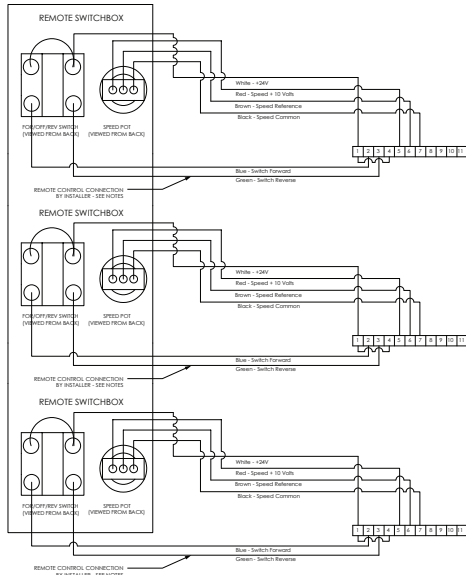 REMOTE SWITCHBOX
White - +24V
Red - Speed + 10 Volts
Brown - Speed Reference
Black - Speed Common
FOR/OFF/REV SWITCH
(VIEWED FROM BACK)
SPEED POT
(VIEWED FROM BACK)
1 2 3 4 5 6 7 8 9 10 11
Blue - Switch Forward
Green - Switch Reverse
REMOTE CONTROL CONNECTION
BY INSTALLER - SEE NOTES
REMOTE SWITCHBOX
White - +24V
Red - Speed + 10 Volts
Brown - Speed Reference
Black - Speed Common
FOR/OFF/REV SWITCH
(VIEWED FROM BACK)
SPEED POT
(VIEWED FROM BACK)
1 2 3 4 5 6 7 8 9 10 11
Blue - Switch Forward
Green - Switch Reverse
REMOTE CONTROL CONNECTION
BY INSTALLER - SEE NOTES
REMOTE SWITCHBOX
White - +24V
Red - Speed + 10 Volts
Brown - Speed Reference
Black - Speed Common
FOR/OFF/REV SWITCH
(VIEWED FROM BACK)
SPEED POT
(VIEWED FROM BACK)
1 2 3 4 5 6 7 8 9 10 11
Blue - Switch Forward
Green - Switch Reverse
REMOTE CONTROL CONNECTION
BY INSTALLER - SEE NOTES